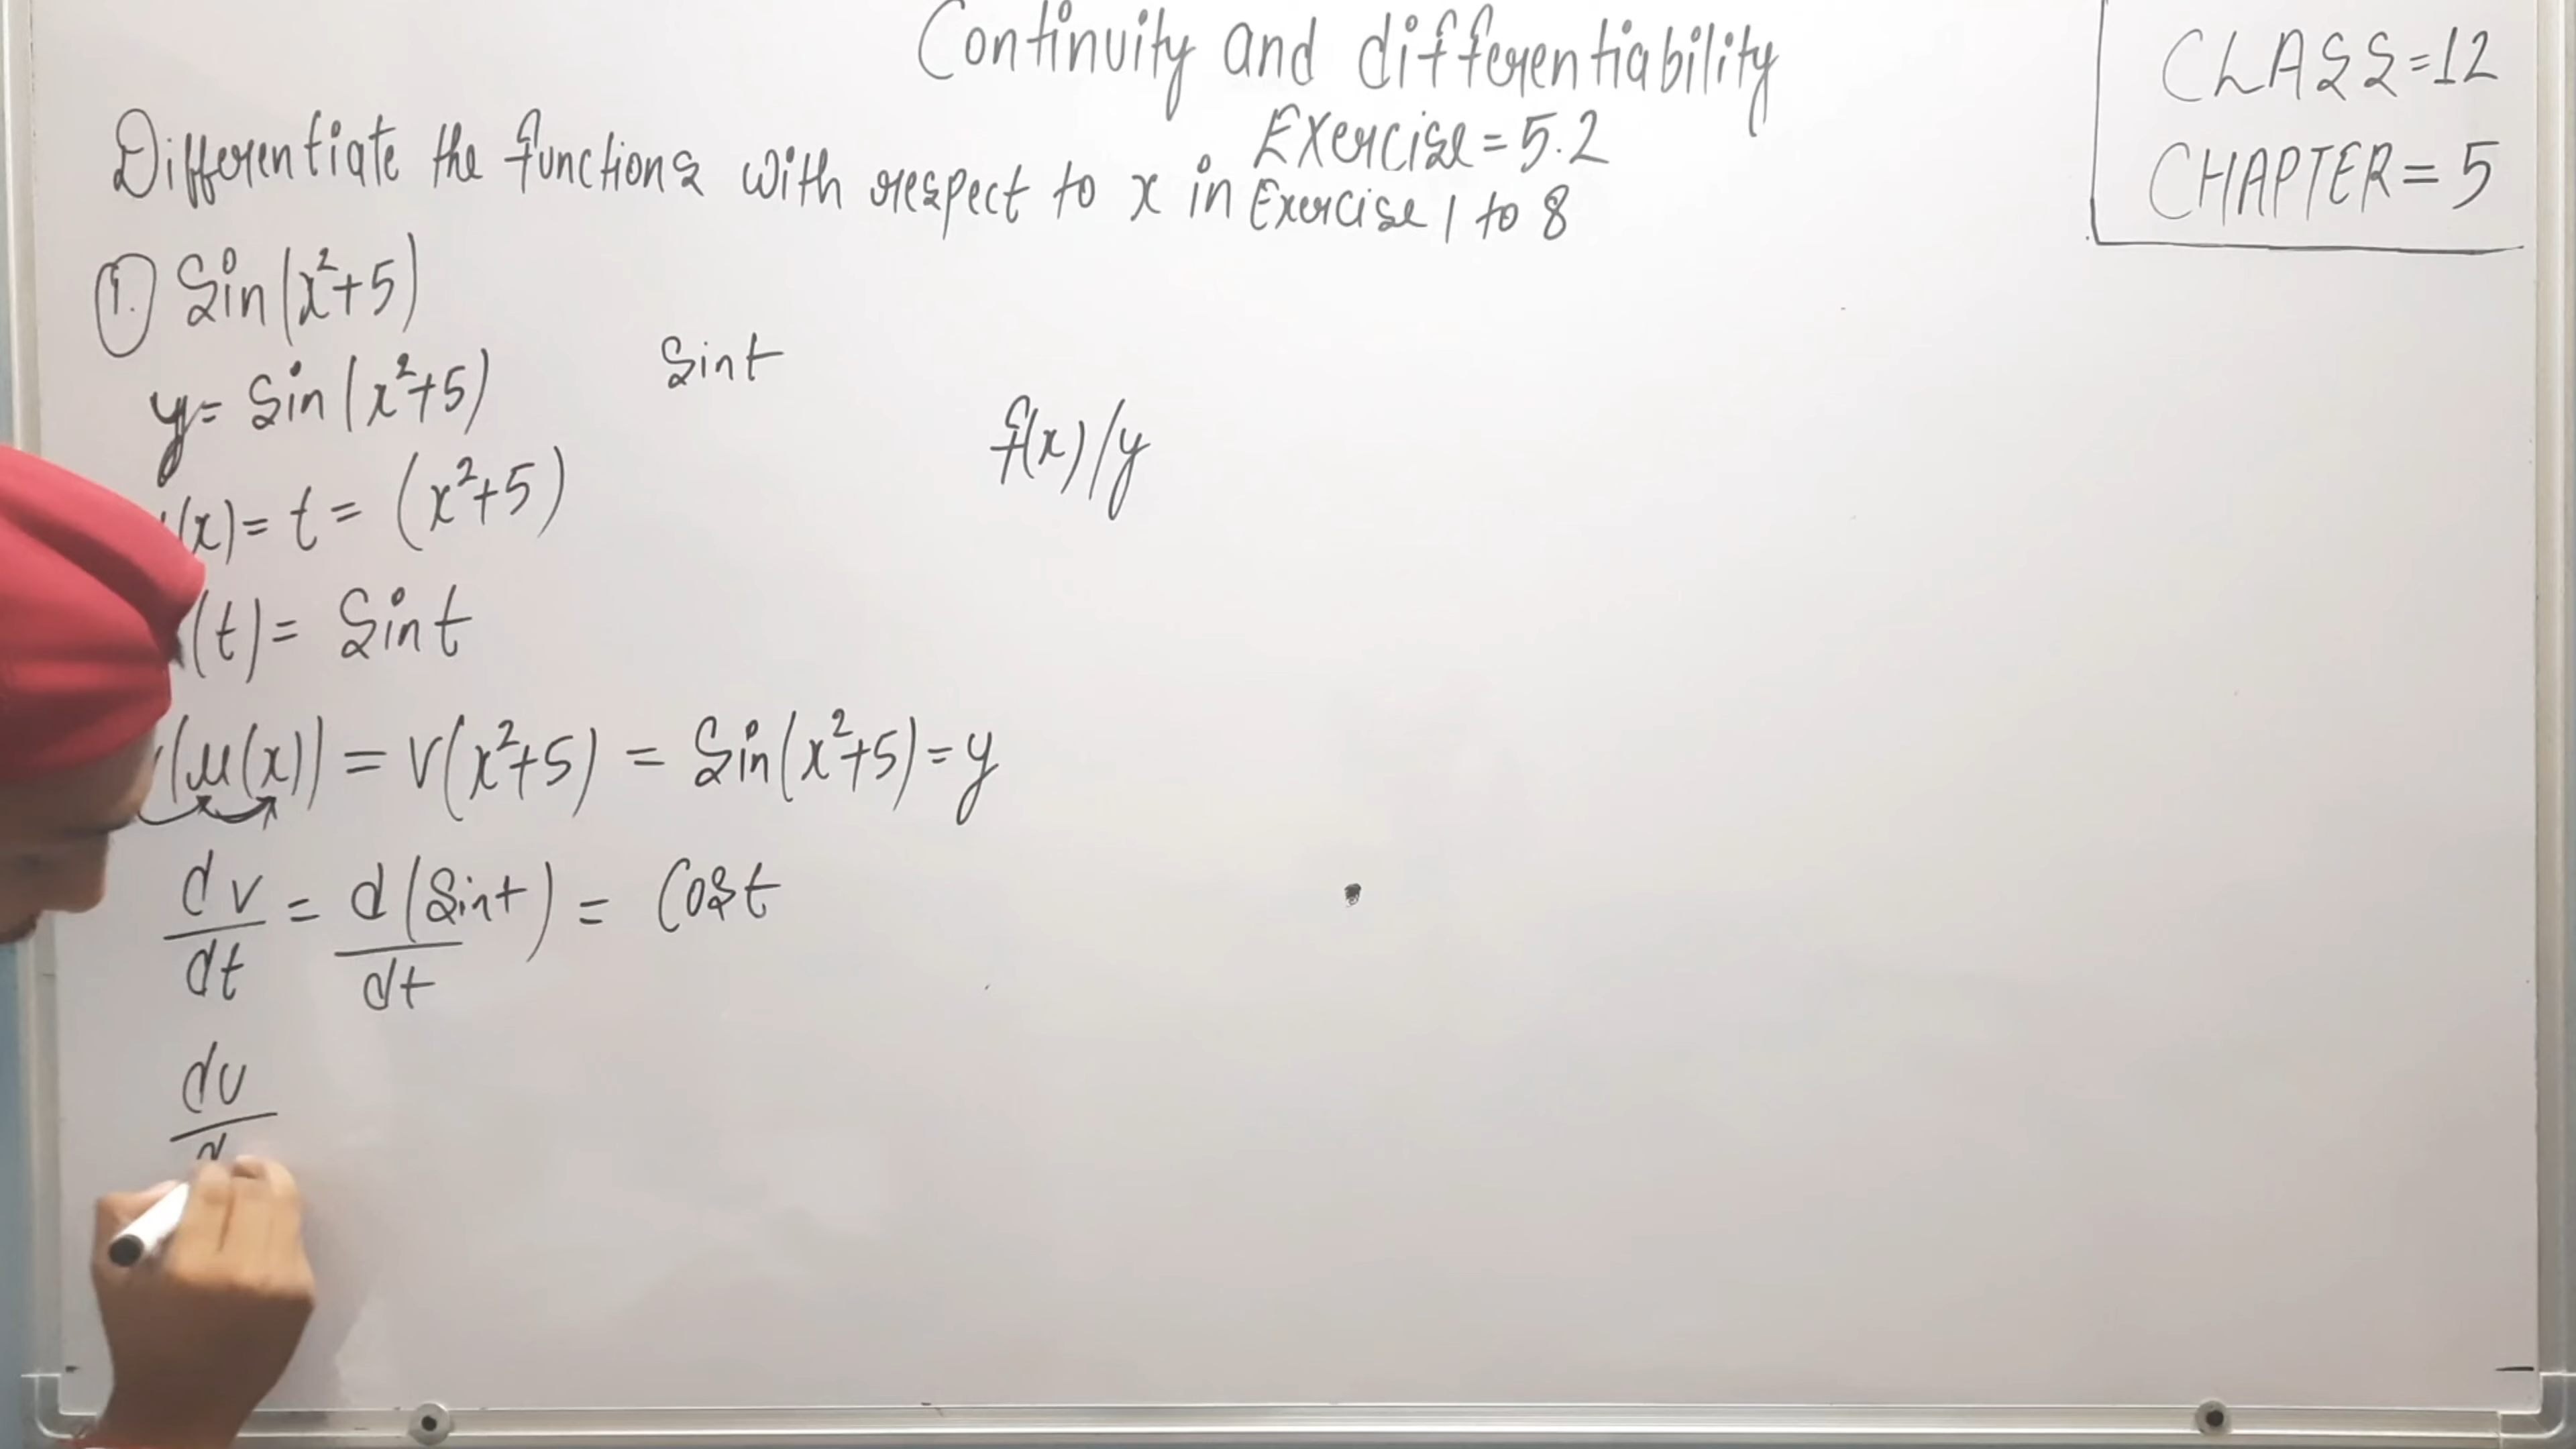 Continuity and differentiability
CLASS=12
CHAPTER=5
Exercise=5.2
Differentiate the functions with respect to x in Exercise 1 to 8
1. Sin(x²+5)
y= Sin(x²+5)
Sint
f(x)/y
(x)= t = (x²+5)
(t)= Sint
(u(x)) = v(x²+5) = Sin(x²+5)=y
dv/dt = d(Sint)/dt = Cost
du/d